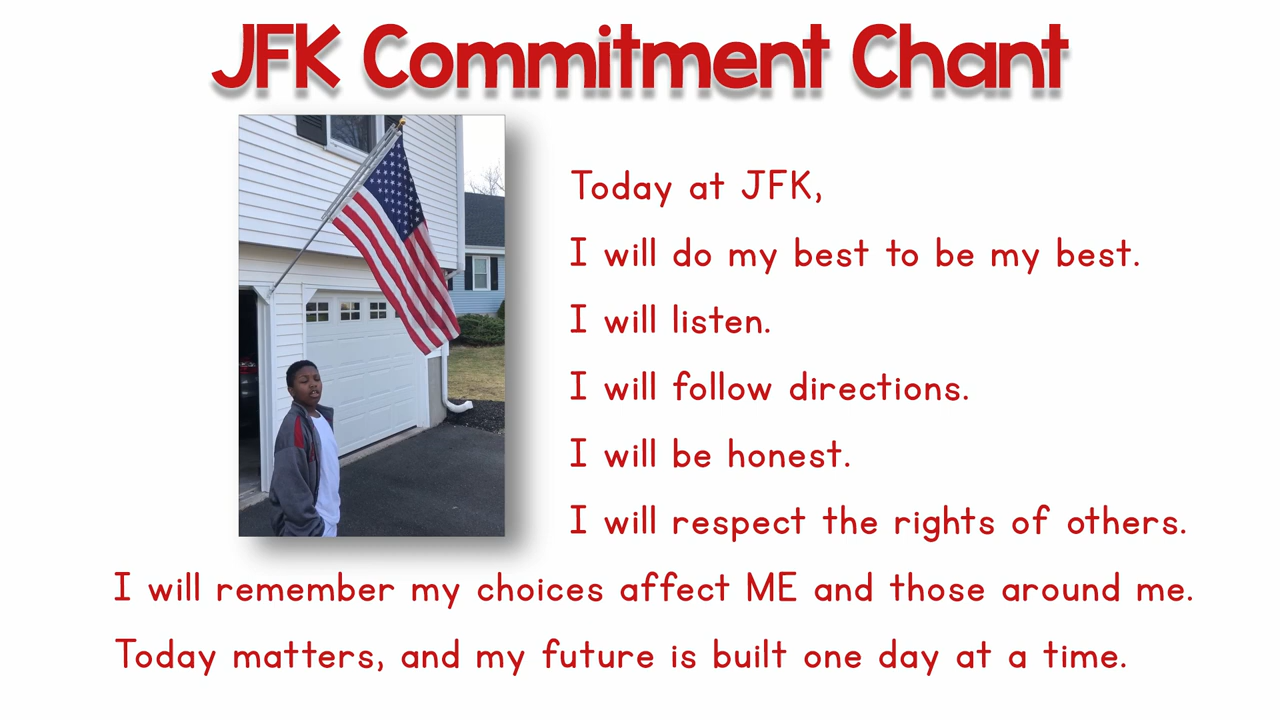 JFK Commitment Chant
Today at JFK,
I will do my best to be my best.
I will listen.
I will follow directions.
I will be honest.
I will respect the rights of others.
I will remember my choices affect ME and those around me.
Today matters, and my future is built one day at a time.